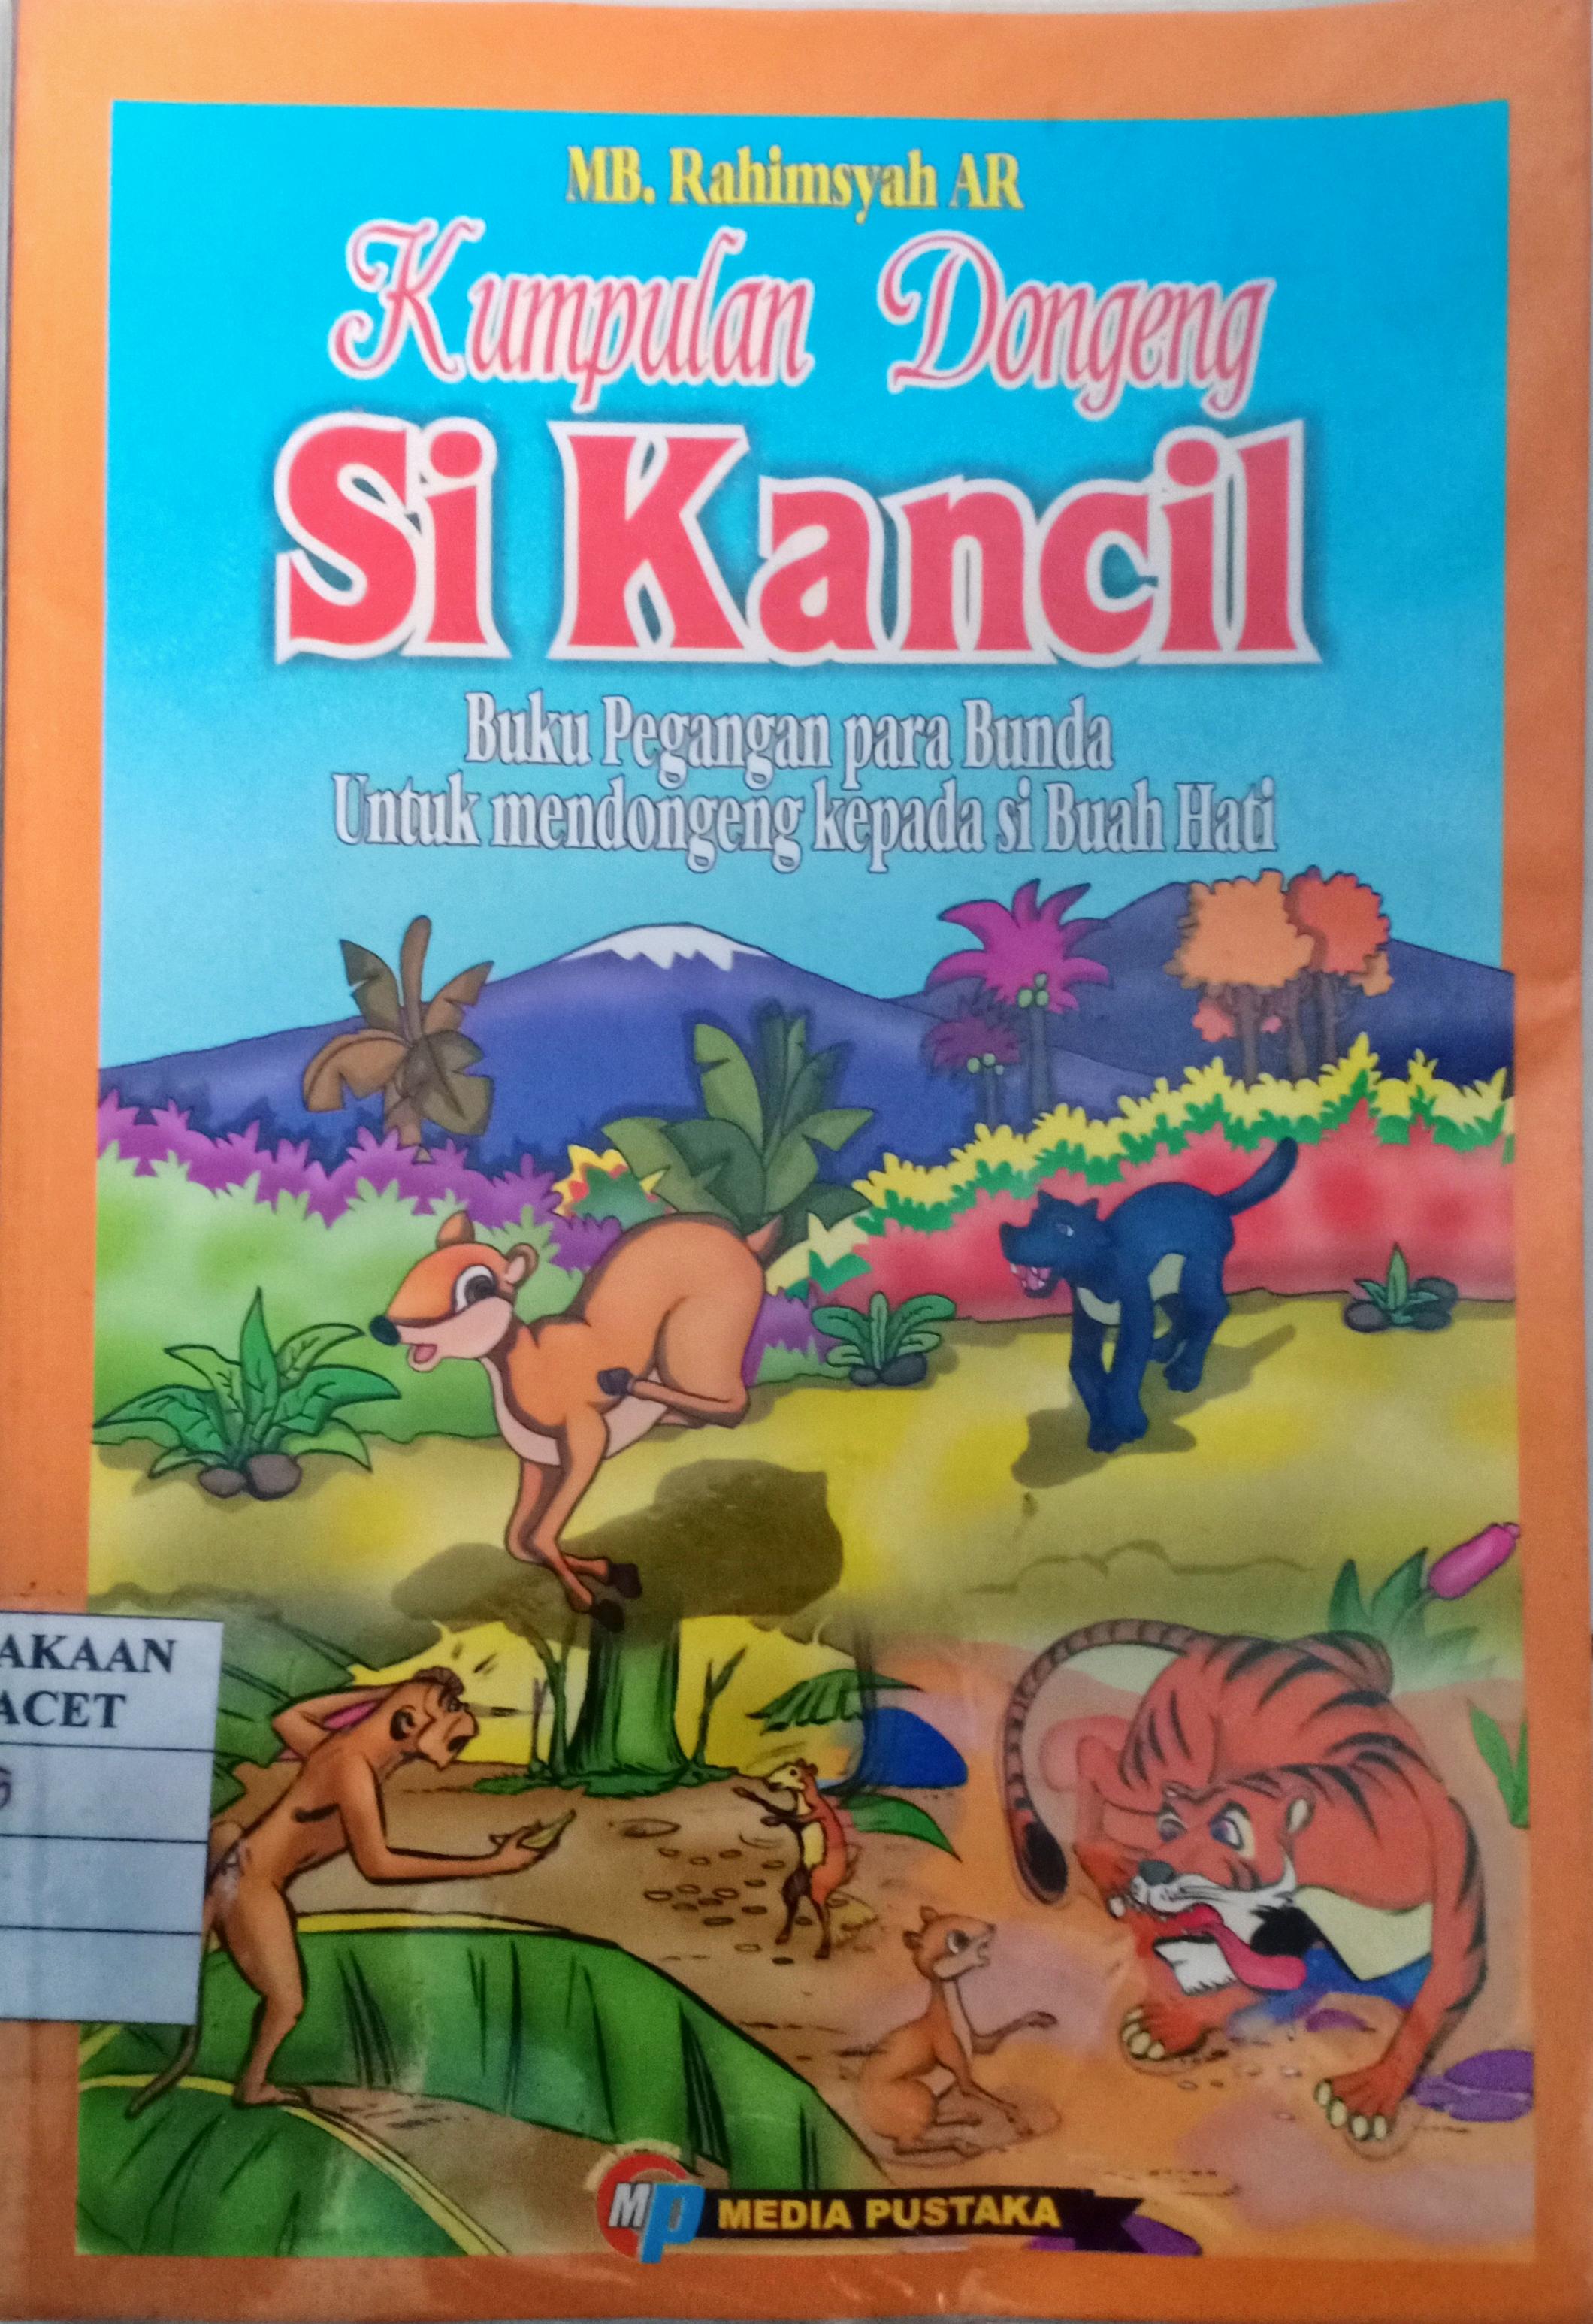 MB. Rahimsyah AR
Kumpulan Dongeng
Si Kancil
Buku Pegangan para Bunda
Untuk mendongeng kepada si Buah Hati
AKAAN
ACET
MP MEDIA PUSTAKA